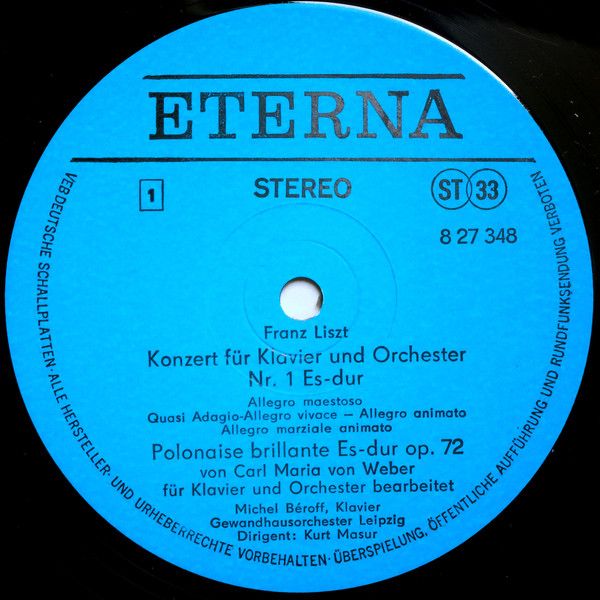 ETERNA
1 STEREO ST 33
8 27 348
Franz Liszt
Konzert für Klavier und Orchester
Nr. 1 Es-dur
Allegro maestoso
Quasi Adagio-Allegro vivace – Allegro animato
Allegro marziale animato
Polonaise brillante Es-dur op. 72
von Carl Maria von Weber
für Klavier und Orchester bearbeitet
Michel Béroff, Klavier
Gewandhausorchester Leipzig
Dirigent: Kurt Masur
VEB DEUTSCHE SCHALLPLATTEN · ALLE HERSTELLER- UND URHEBERRECHTE VORBEHALTEN · ÜBERSPIELUNG, ÖFFENTLICHE AUFFÜHRUNG UND RUNDFUNKSENDUNG VERBOTEN